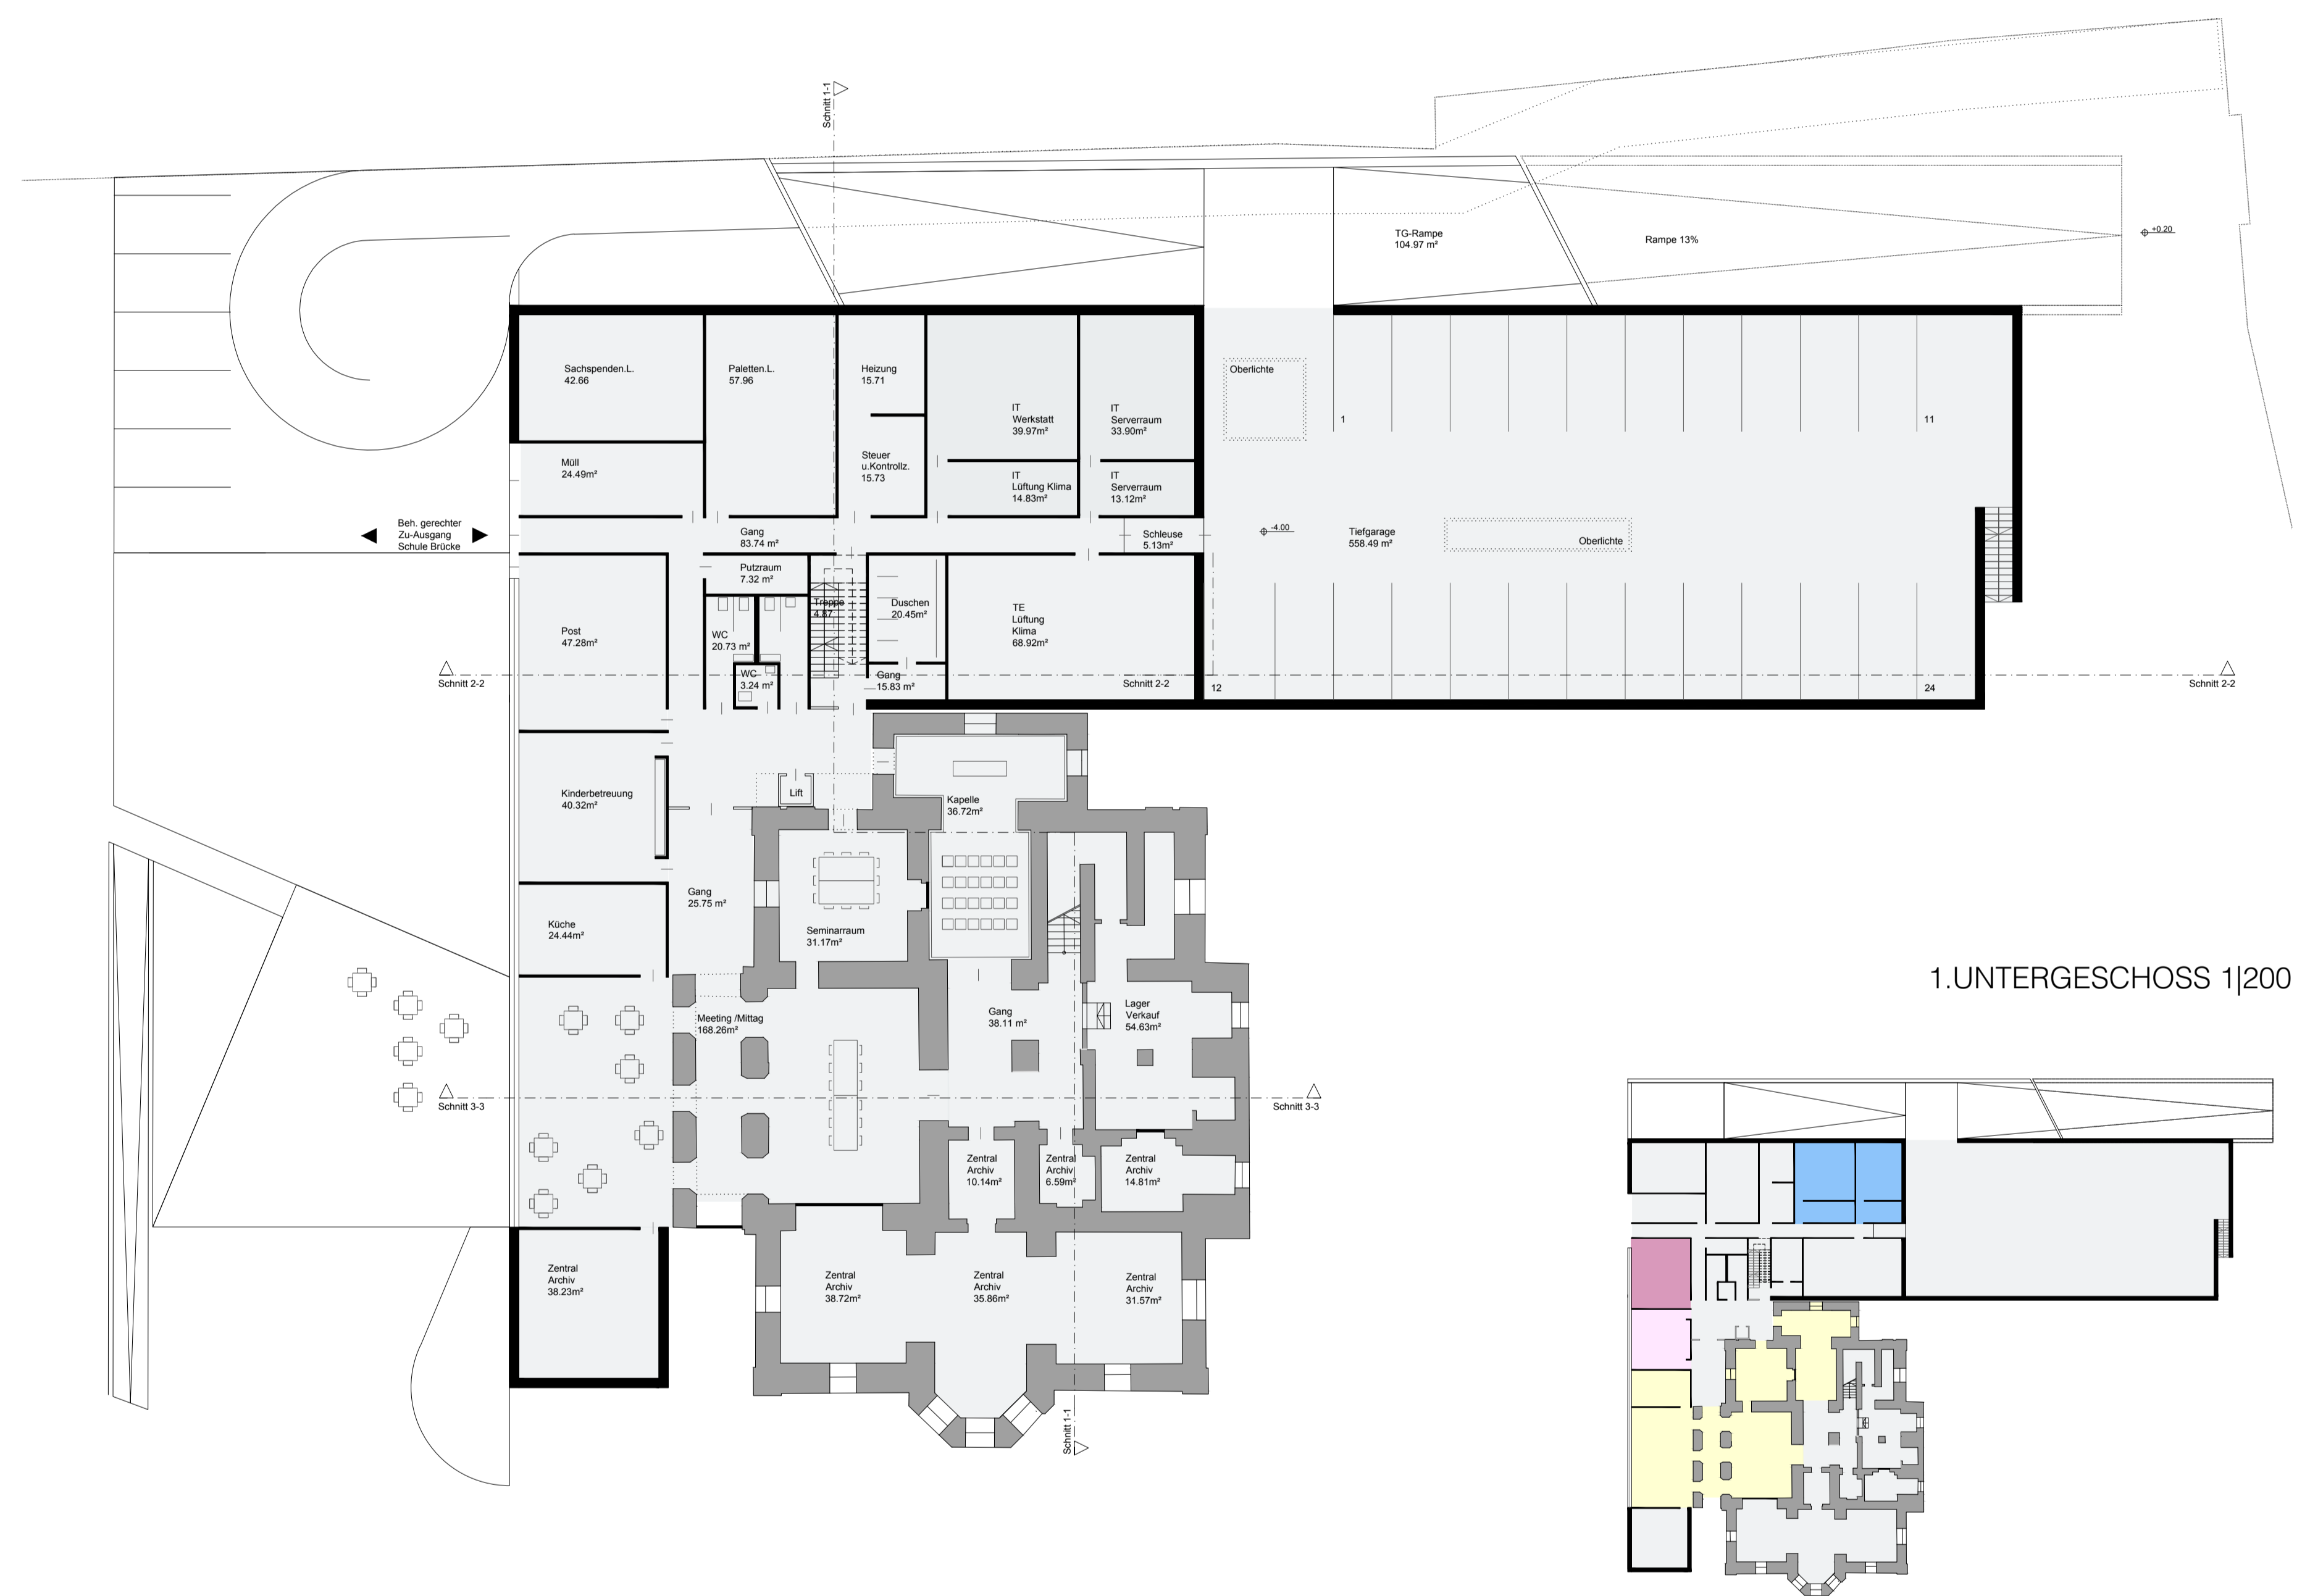 Schnitt 1-1
TG-Rampe
104.97 m²
Rampe 13%
+0.20
Sachspenden.L.
42.66
Paletten.L.
57.96
Heizung
15.71
Oberlichte
IT
Werkstatt
39.97m²
IT
Serverraum
33.90m²
1
11
Müll
24.49m²
Steuer
u.Kontrollz.
15.73
IT
Lüftung Klima
14.83m²
IT
Serverraum
13.12m²
Beh. gerechter
Zu-Ausgang
Schule Brücke
Gang
83.74 m²
Schleuse
5.13m²
-4.00
Tiefgarage
558.49 m²
Oberlichte
Putzraum
7.32 m²
Treppe
4.87
Duschen
20.45m²
TE
Lüftung
Klima
68.92m²
Post
47.28m²
WC
20.73 m²
WC
3.24 m²
Gang
15.83 m²
Schnitt 2-2
Schnitt 2-2
12
24
Schnitt 2-2
Kinderbetreuung
40.32m²
Lift
Kapelle
36.72m²
Gang
25.75 m²
Küche
24.44m²
Seminarraum
31.17m²
1.UNTERGESCHOSS 1|200
Meeting /Mittag
168.26m²
Gang
38.11 m²
Lager
Verkauf
54.63m²
Schnitt 3-3
Schnitt 3-3
Zentral
Archiv
10.14m²
Zentral
Archiv
6.59m²
Zentral
Archiv
14.81m²
Zentral
Archiv
38.23m²
Zentral
Archiv
38.72m²
Zentral
Archiv
35.86m²
Zentral
Archiv
31.57m²
Schnitt 1-1